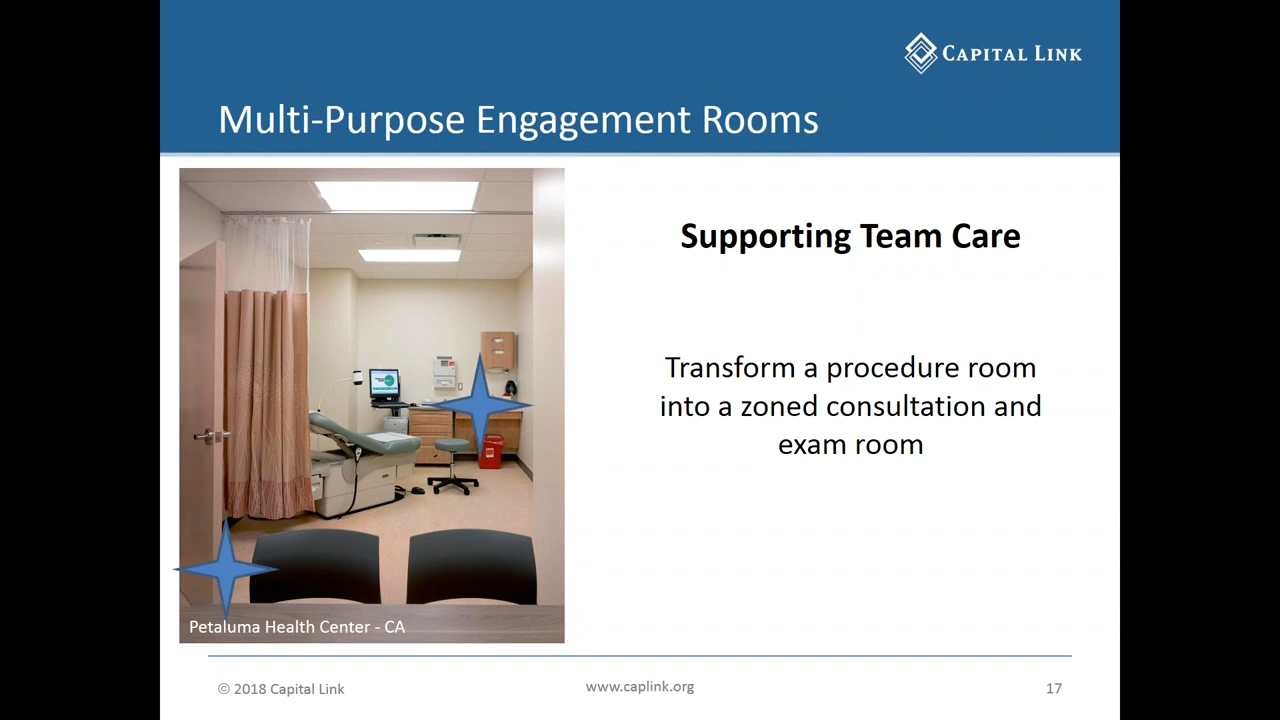 CAPITAL LINK
Multi-Purpose Engagement Rooms
Supporting Team Care
Transform a procedure room
into a zoned consultation and
exam room
Petaluma Health Center - CA
© 2018 Capital Link
www.caplink.org
17